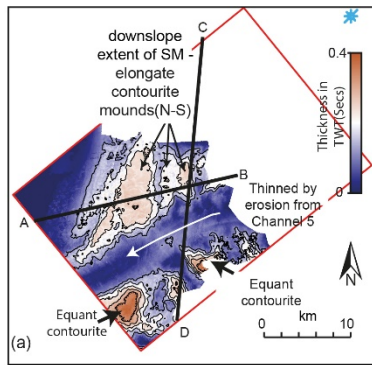 C
downslope
extent of SM -
elongate
contourite
mounds(N-S)
0.4
Thickness in
TWT(Secs)
0
B
Thinned by
erosion from
Channel 5
A
Equant
contourite
Equant
contourite
N
km
0 10
(a)
D